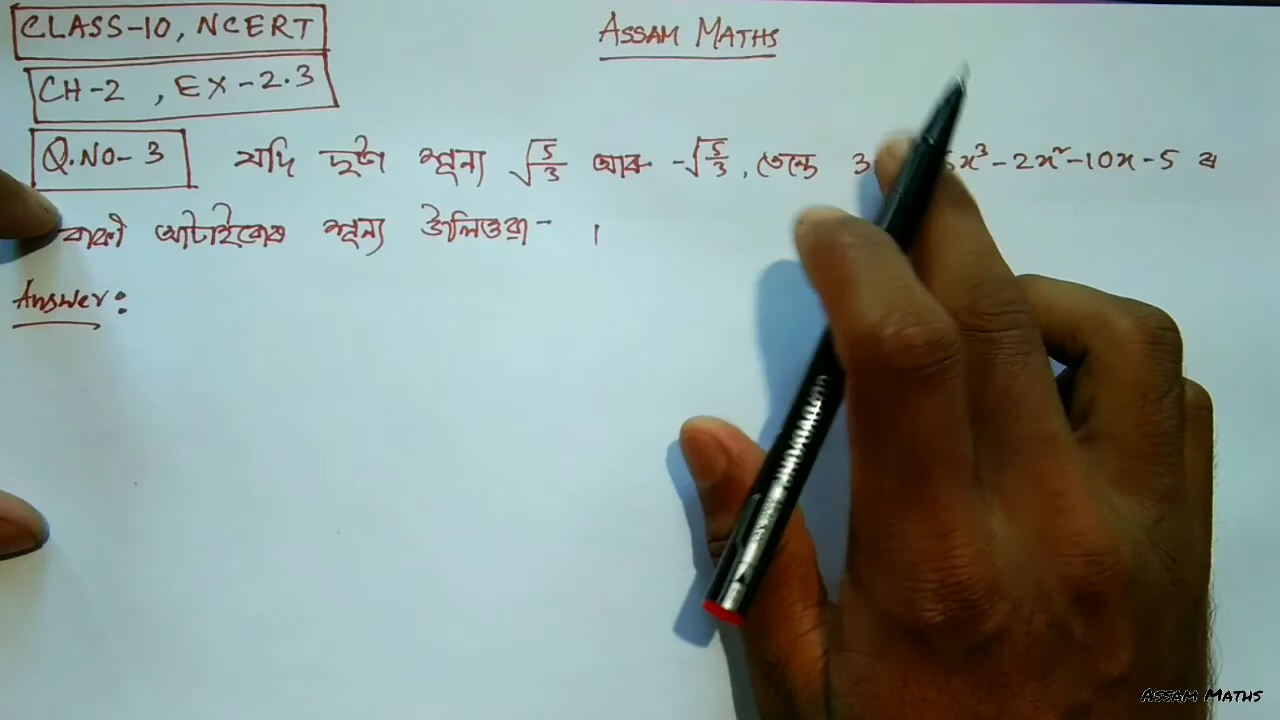 CLASS-10, NCERT
ASSAM MATHS
CH-2 , EX-2.3
Q.NO-3 যদি দুটা শূন্য √5/3 আৰু -√5/3, তেন্তে 3 x³-2x²-10x-5 ৰ
বাকী আটাইবোৰ শূন্য উলিওৱা- ।
Answer:
ASSAM MATHS